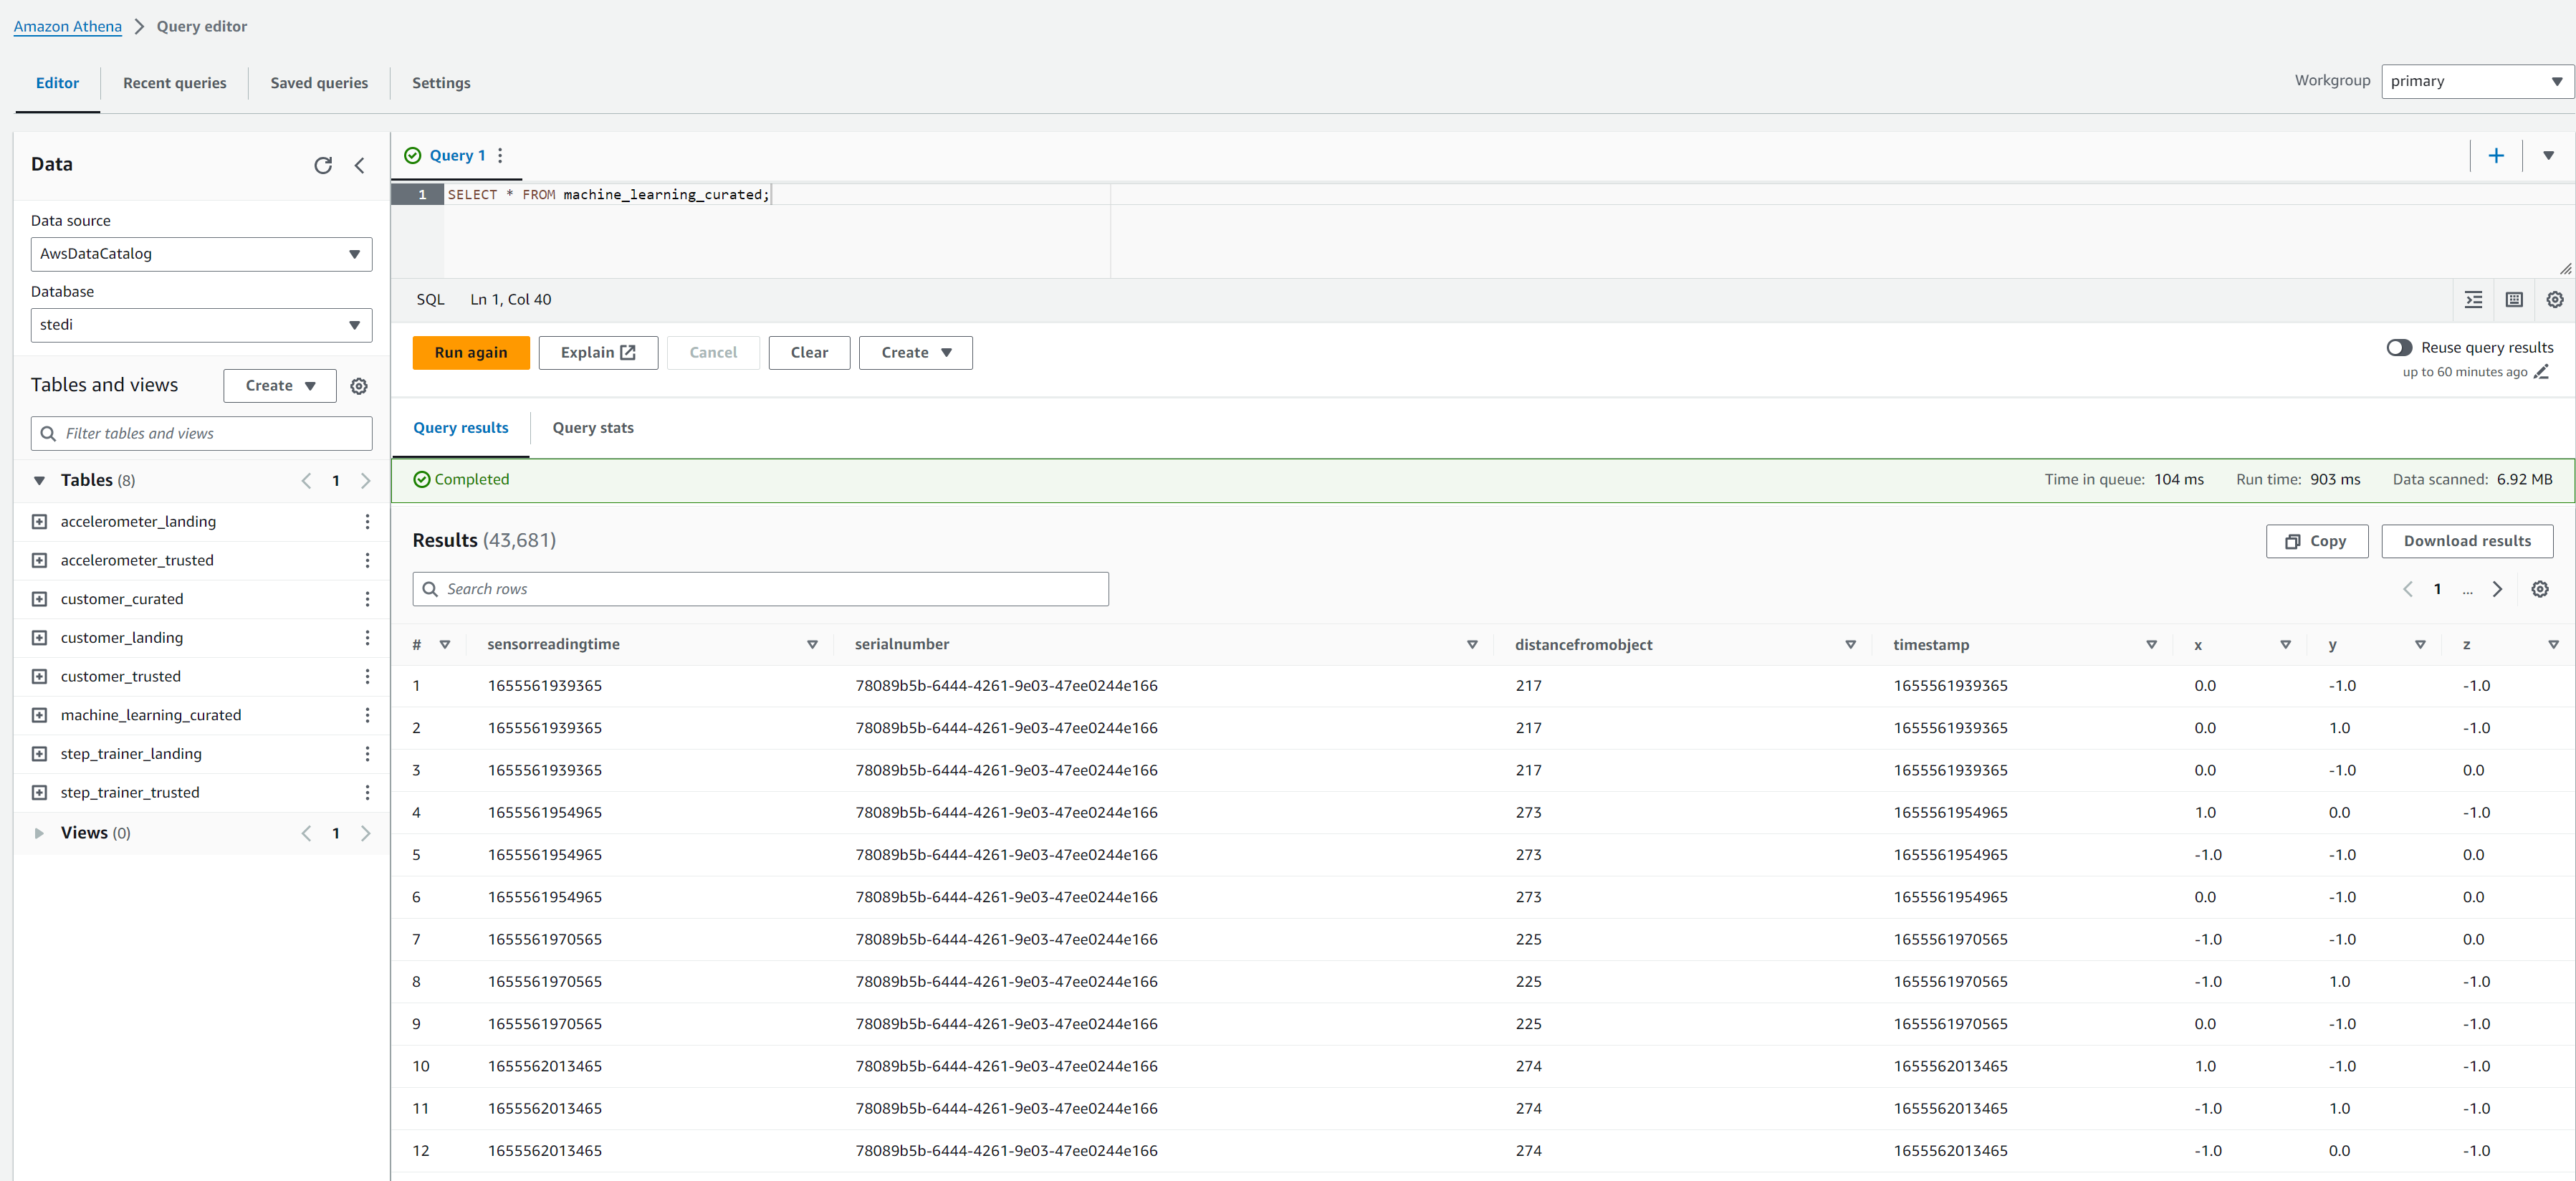 Amazon Athena > Query editor
Editor Recent queries Saved queries Settings
Workgroup primary
Data
Data source
AwsDataCatalog
Database
stedi
Tables and views Create
Filter tables and views
Tables (8) 1
accelerometer_landing
accelerometer_trusted
customer_curated
customer_landing
customer_trusted
machine_learning_curated
step_trainer_landing
step_trainer_trusted
Views (0) 1
Query 1
1 SELECT * FROM machine_learning_curated;
SQL Ln 1, Col 40
Run again Explain Cancel Clear Create
Reuse query results
up to 60 minutes ago
Query results Query stats
Completed Time in queue: 104 ms Run time: 903 ms Data scanned: 6.92 MB
Results (43,681) Copy Download results
Search rows 1 ...
# sensorreadingtime serialnumber distancefromobject timestamp x y z
1 1655561939365 78089b5b-6444-4261-9e03-47ee0244e166 217 1655561939365 0.0 -1.0 -1.0
2 1655561939365 78089b5b-6444-4261-9e03-47ee0244e166 217 1655561939365 0.0 1.0 -1.0
3 1655561939365 78089b5b-6444-4261-9e03-47ee0244e166 217 1655561939365 0.0 -1.0 0.0
4 1655561954965 78089b5b-6444-4261-9e03-47ee0244e166 273 1655561954965 1.0 0.0 -1.0
5 1655561954965 78089b5b-6444-4261-9e03-47ee0244e166 273 1655561954965 -1.0 -1.0 0.0
6 1655561954965 78089b5b-6444-4261-9e03-47ee0244e166 273 1655561954965 0.0 -1.0 0.0
7 1655561970565 78089b5b-6444-4261-9e03-47ee0244e166 225 1655561970565 -1.0 -1.0 0.0
8 1655561970565 78089b5b-6444-4261-9e03-47ee0244e166 225 1655561970565 -1.0 1.0 -1.0
9 1655561970565 78089b5b-6444-4261-9e03-47ee0244e166 225 1655561970565 0.0 -1.0 -1.0
10 1655562013465 78089b5b-6444-4261-9e03-47ee0244e166 274 1655562013465 1.0 -1.0 -1.0
11 1655562013465 78089b5b-6444-4261-9e03-47ee0244e166 274 1655562013465 -1.0 1.0 -1.0
12 1655562013465 78089b5b-6444-4261-9e03-47ee0244e166 274 1655562013465 -1.0 0.0 -1.0